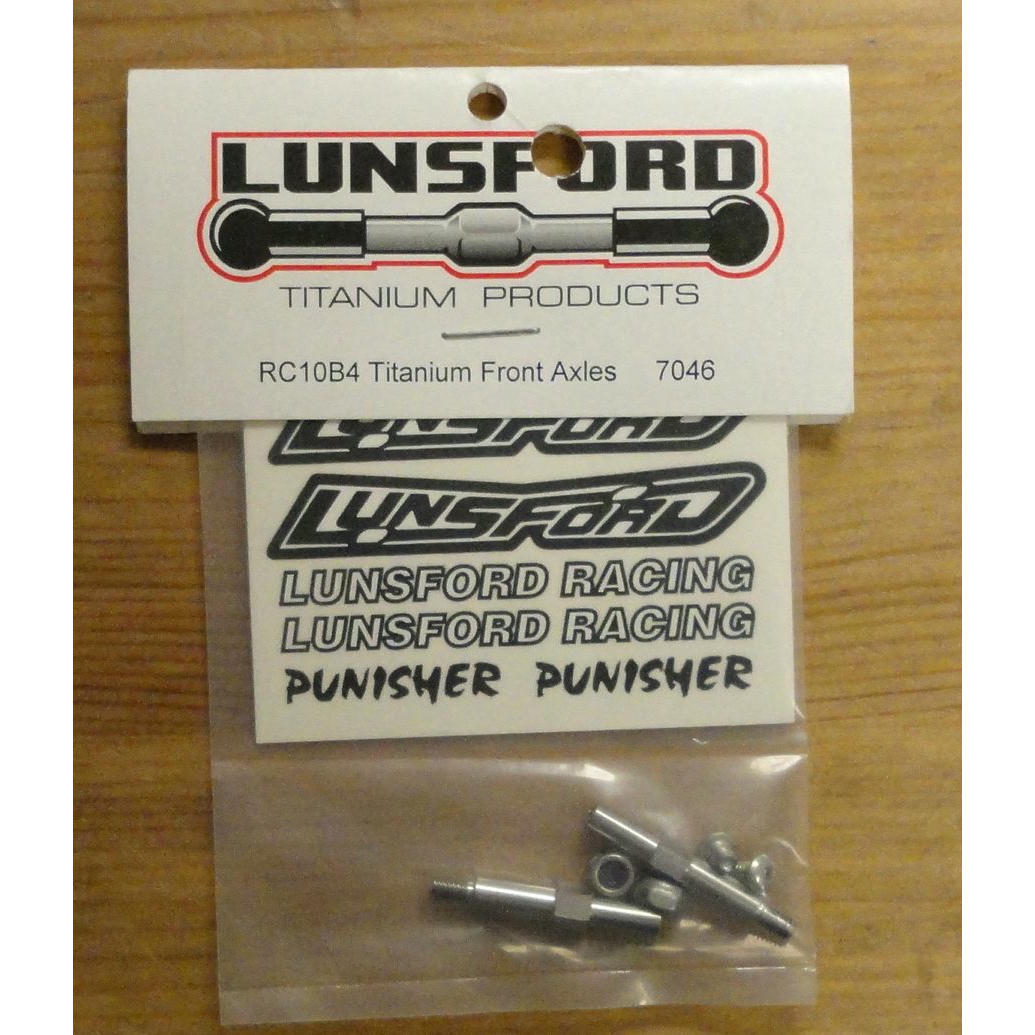 LUNSFORD
TITANIUM PRODUCTS
RC10B4 Titanium Front Axles 7046
LUNSFORD
LUNSFORD
LUNSFORD RACING
LUNSFORD RACING
PUNISHER PUNISHER